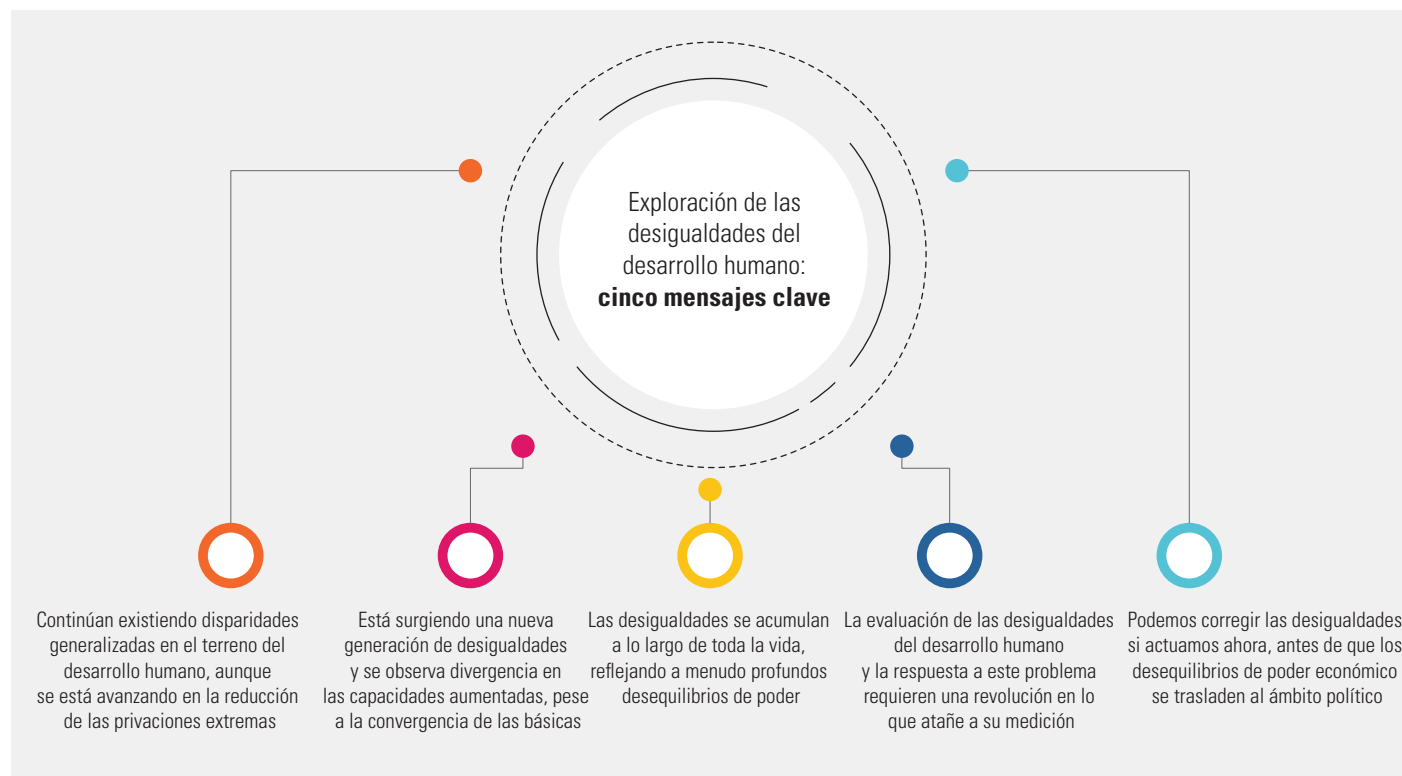 Exploración de las
desigualdades del
desarrollo humano:
cinco mensajes clave
Continúan existiendo disparidades
generalizadas en el terreno del
desarrollo humano, aunque
se está avanzando en la reducción
de las privaciones extremas
Está surgiendo una nueva
generación de desigualdades
y se observa divergencia en
las capacidades aumentadas, pese
a la convergencia de las básicas
Las desigualdades se acumulan
a lo largo de toda la vida,
reflejando a menudo profundos
desequilibrios de poder
La evaluación de las desigualdades
del desarrollo humano
y la respuesta a este problema
requieren una revolución en lo
que atañe a su medición
Podemos corregir las desigualdades
si actuamos ahora, antes de que los
desequilibrios de poder económico
se trasladen al ámbito político